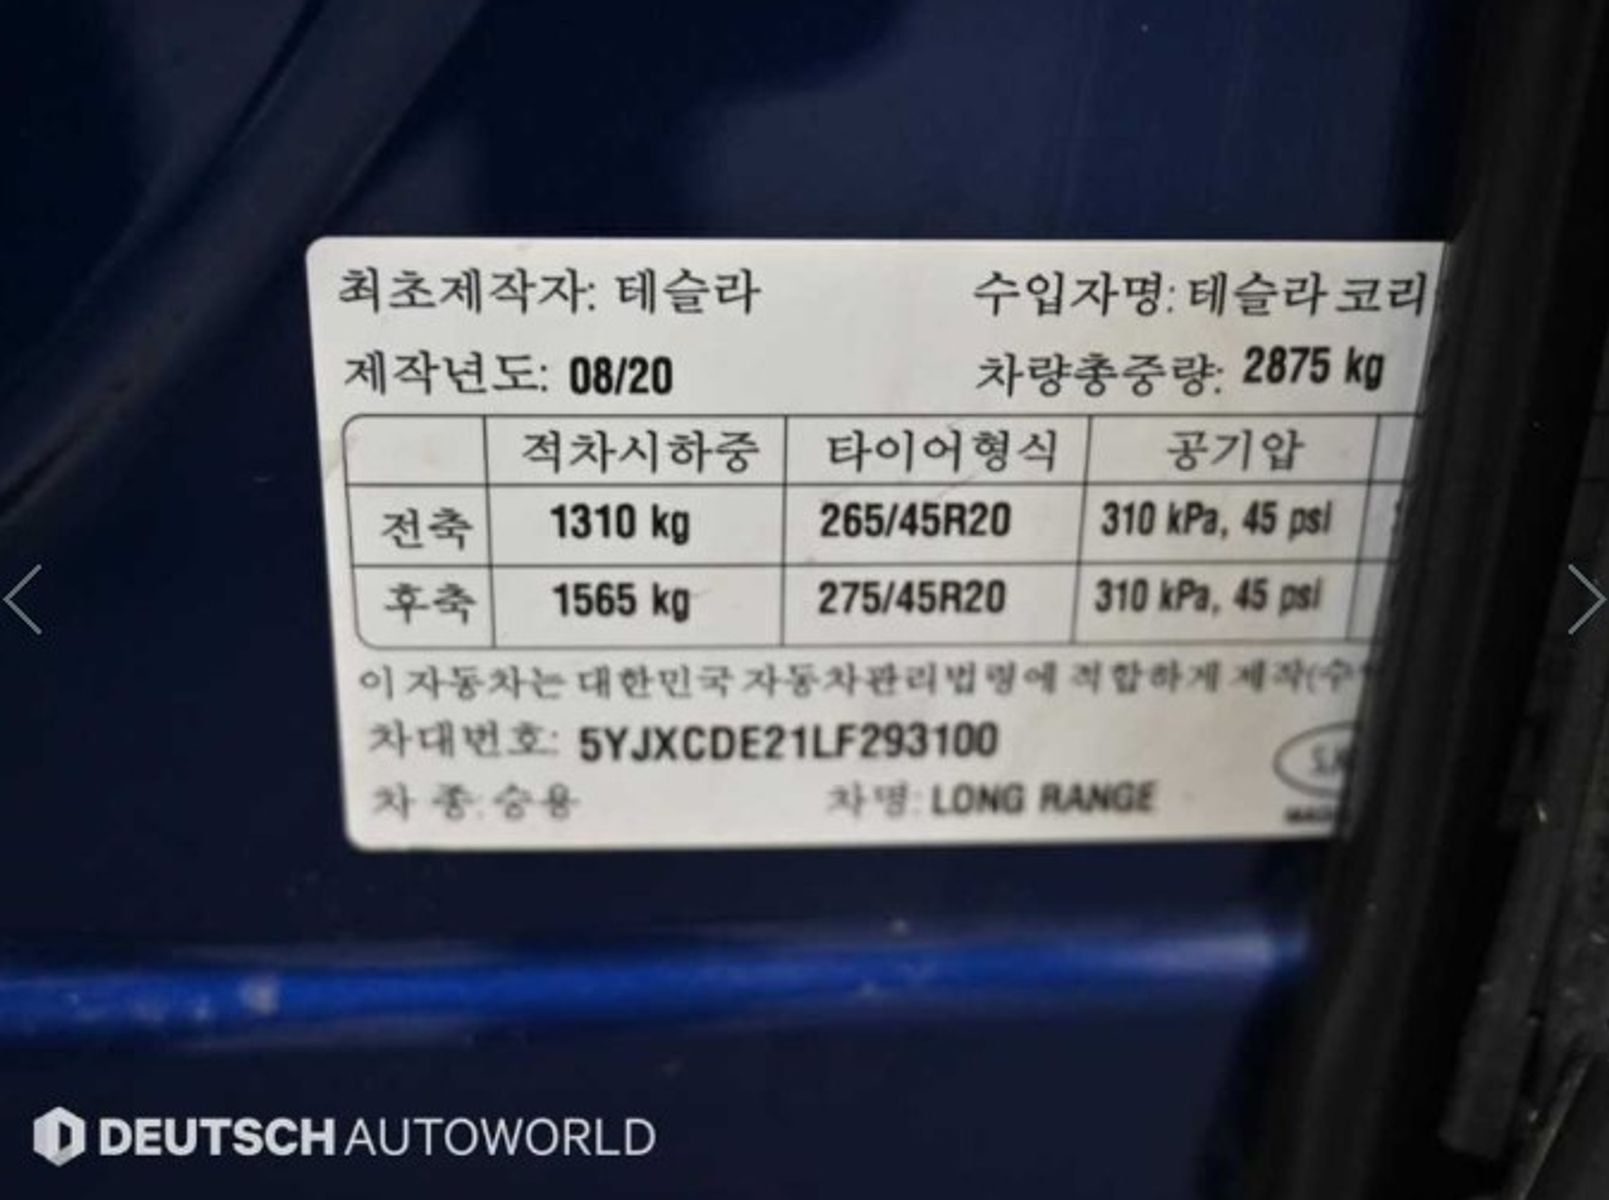 최초제작자: 테슬라 수입자명: 테슬라 코리
제작년도: 08/20 차량총중량: 2875 kg
적차시하중 타이어형식 공기압
전축 1310 kg 265/45R20 310 kPa, 45 psi
후축 1565 kg 275/45R20 310 kPa, 45 psi
이 자동차는 대한민국 자동차관리법령에 적합하게 제작(수
차대번호: 5YJXCDE21LF293100
차 종: 승용 차명: LONG RANGE
DEUTSCH AUTOWORLD